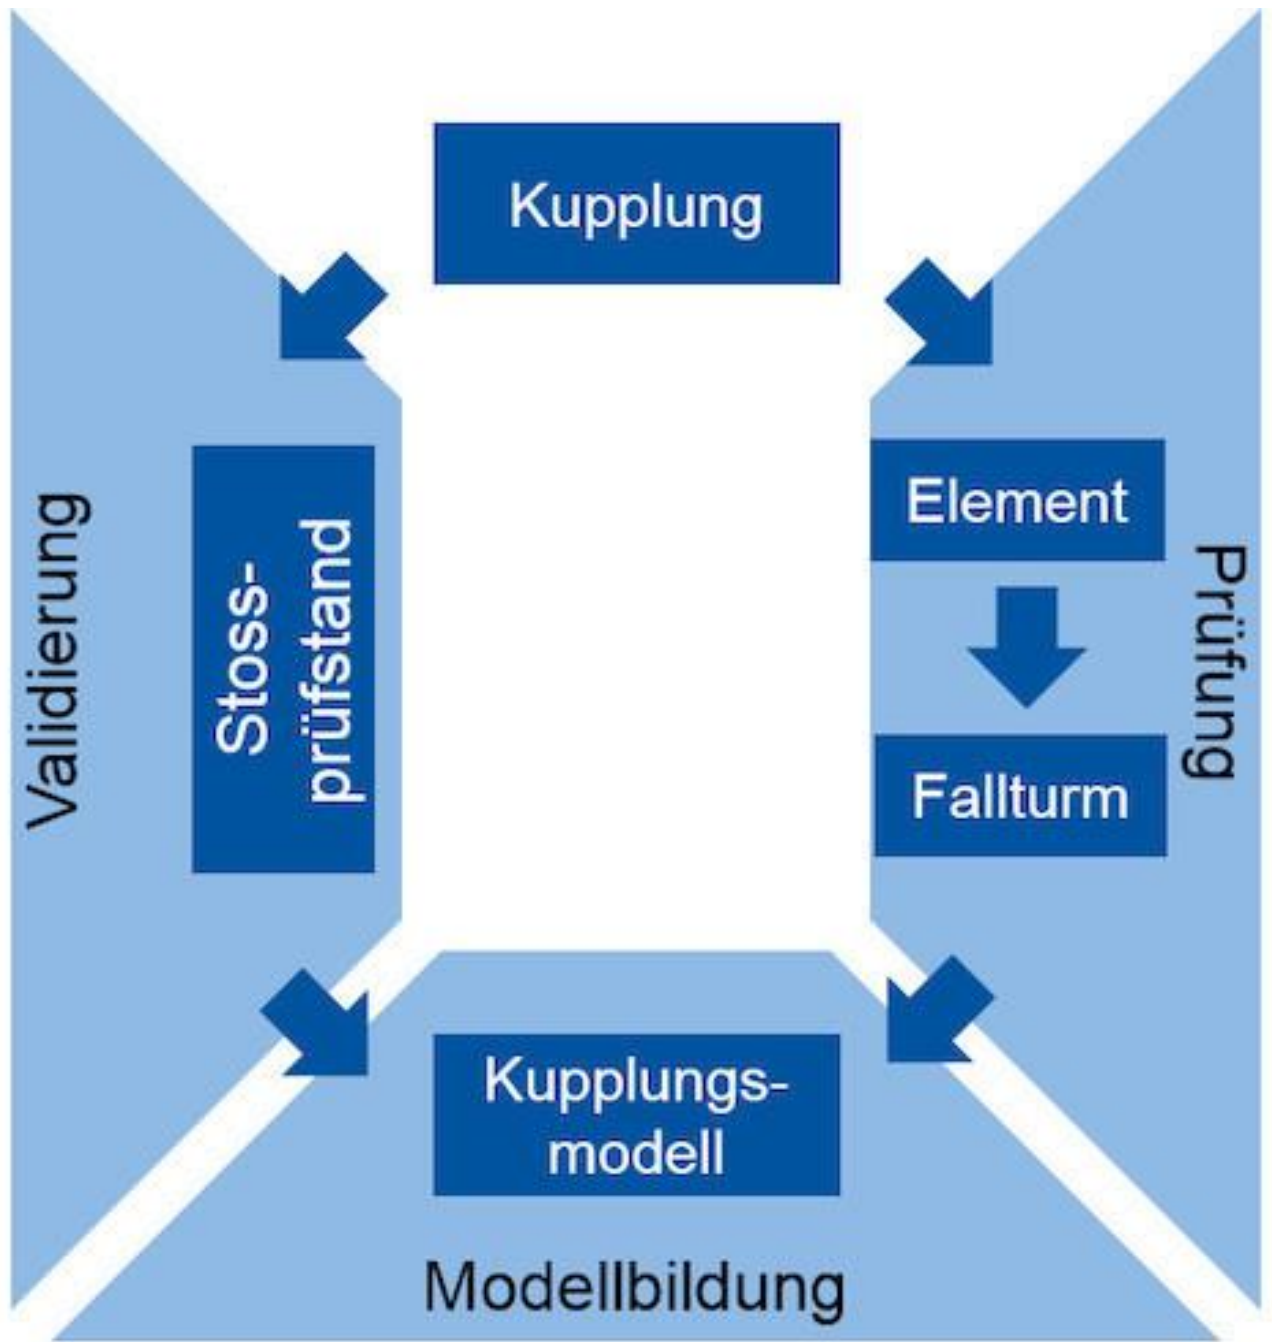 Kupplung
Validierung
Stoss-
prüfstand
Element
Fallturm
Prüfung
Kupplungs-
modell
Modellbildung